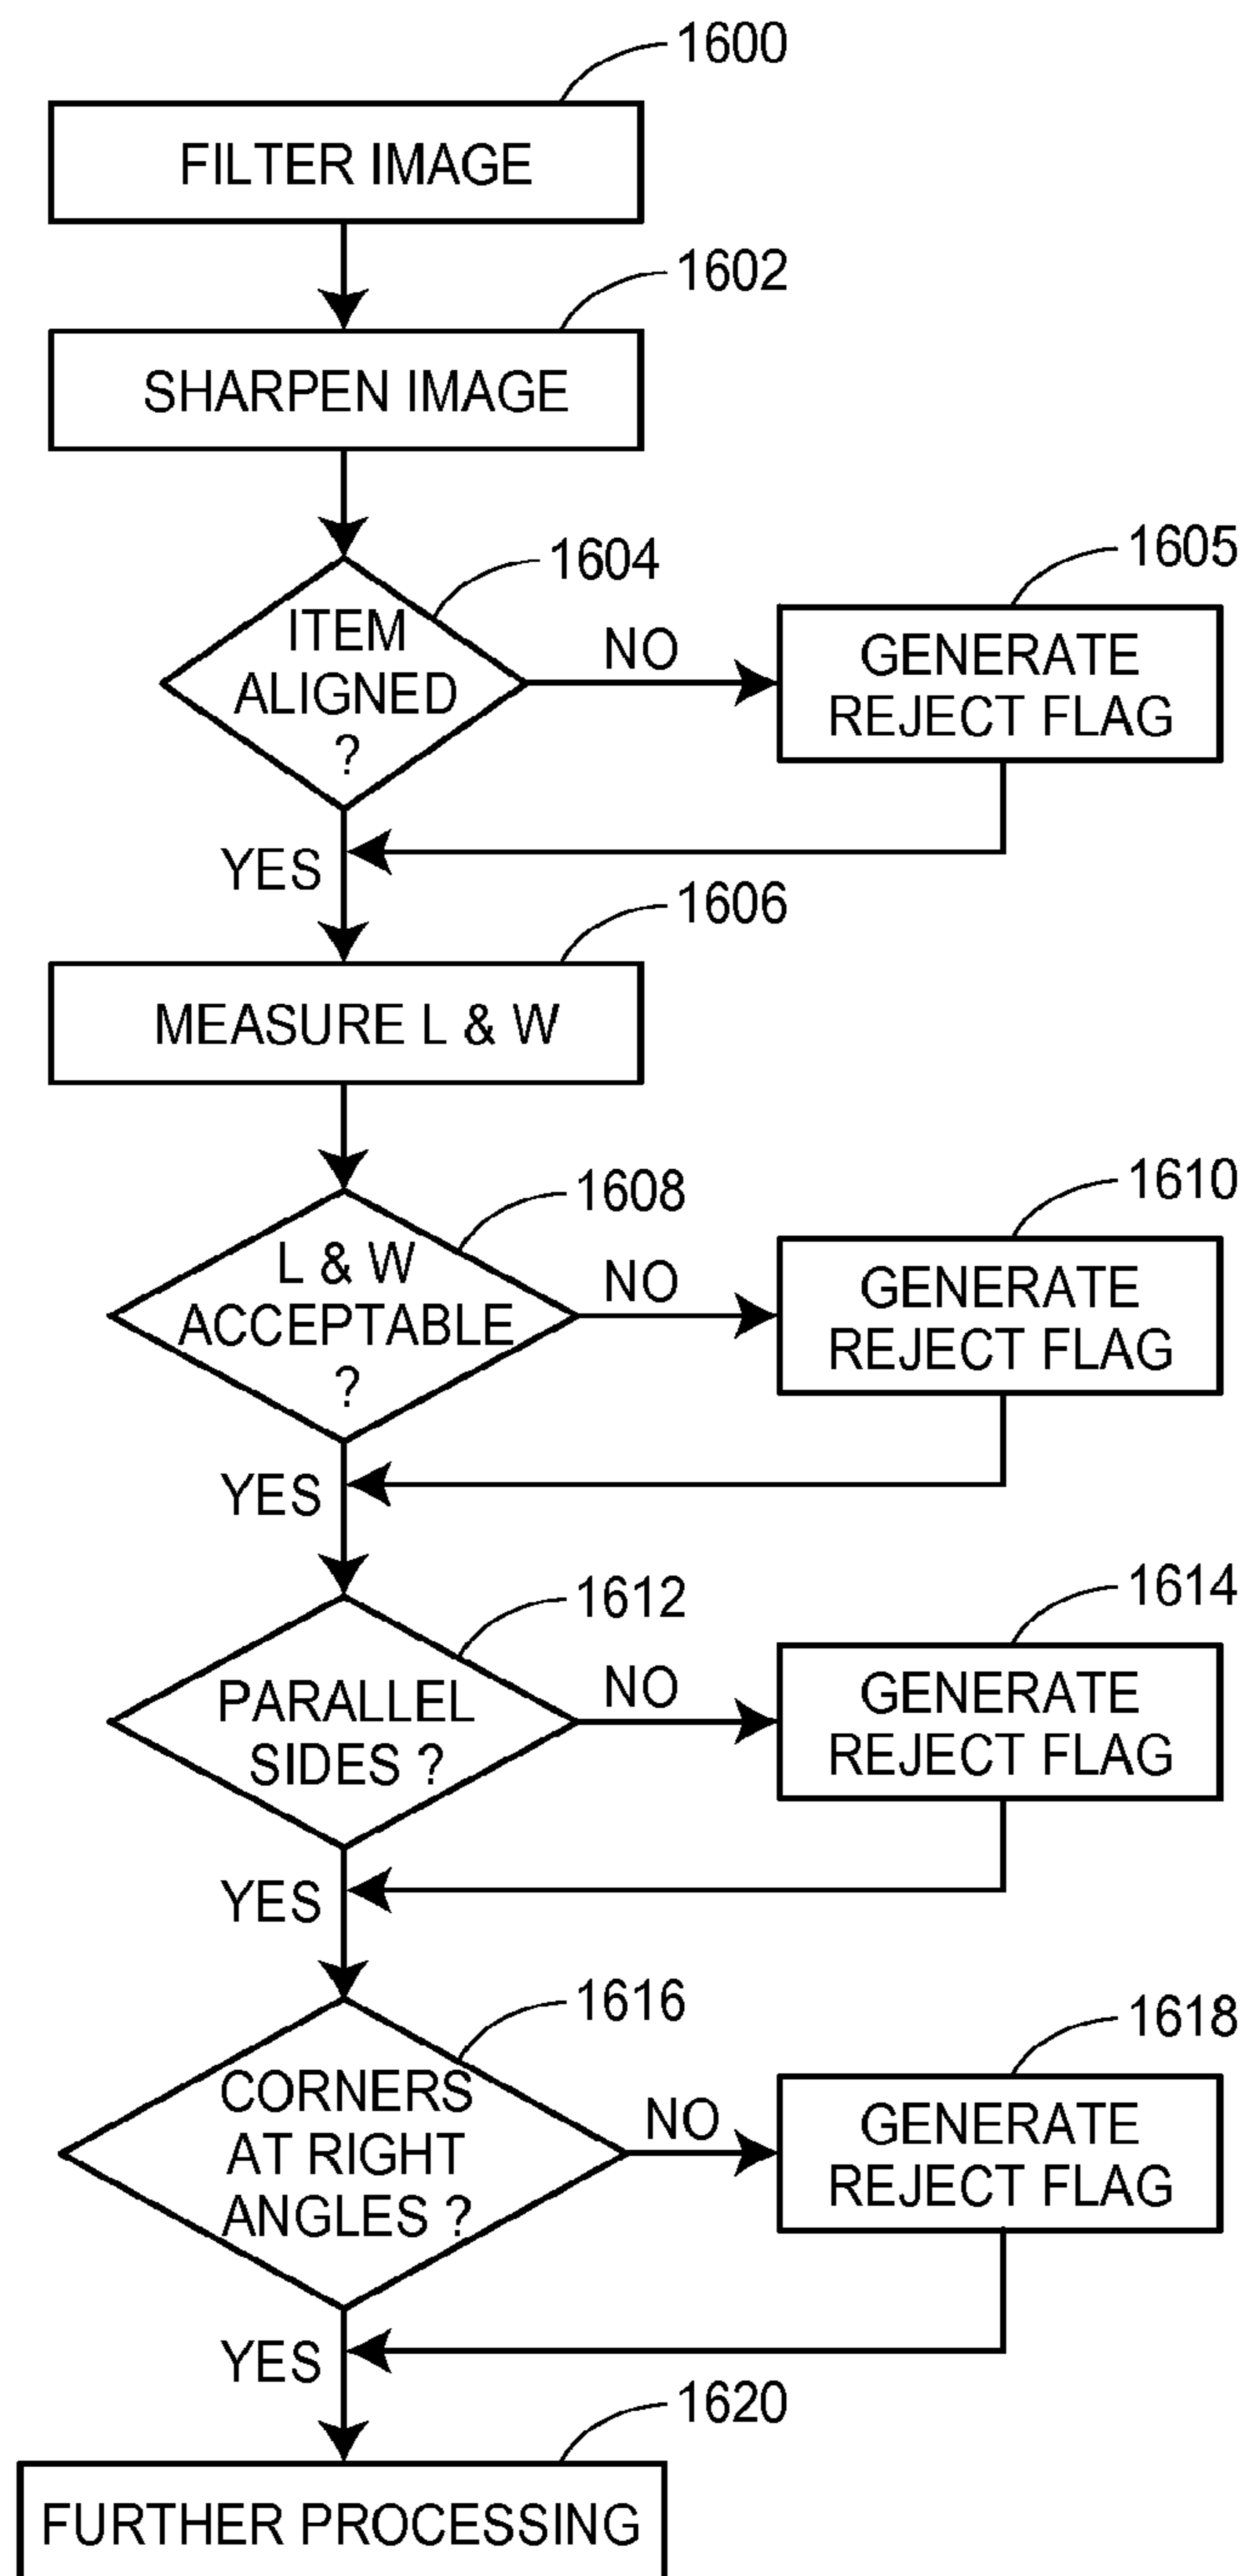 1600
FILTER IMAGE
1602
SHARPEN IMAGE
1604
ITEM
ALIGNED
?
NO
1605
GENERATE
REJECT FLAG
YES
1606
MEASURE L & W
1608
L & W
ACCEPTABLE
?
NO
1610
GENERATE
REJECT FLAG
YES
1612
PARALLEL
SIDES ?
NO
1614
GENERATE
REJECT FLAG
YES
1616
CORNERS
AT RIGHT
ANGLES ?
NO
1618
GENERATE
REJECT FLAG
YES
1620
FURTHER PROCESSING